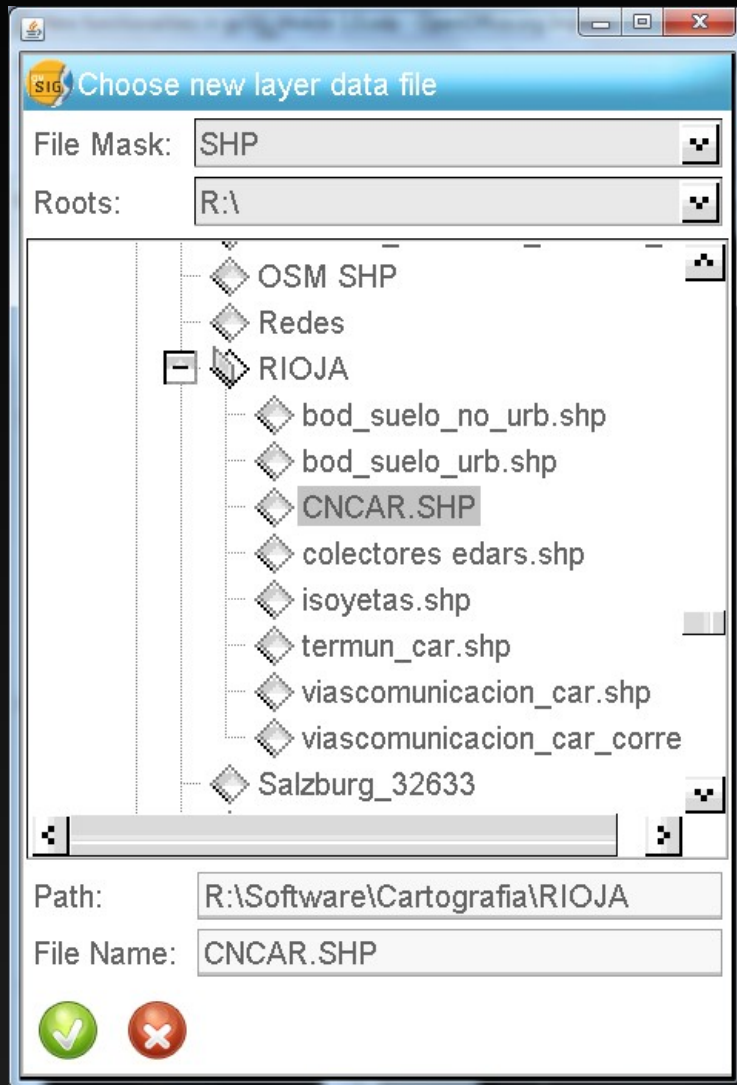 SIG
Choose new layer data file
File Mask: SHP
Roots: R:\
OSM SHP
Redes
RIOJA
bod_suelo_no_urb.shp
bod_suelo_urb.shp
CNCAR.SHP
colectores edars.shp
isoyetas.shp
termun_car.shp
viascomunicacion_car.shp
viascomunicacion_car_corre
Salzburg_32633
Path: R:\Software\Cartografia\RIOJA
File Name: CNCAR.SHP